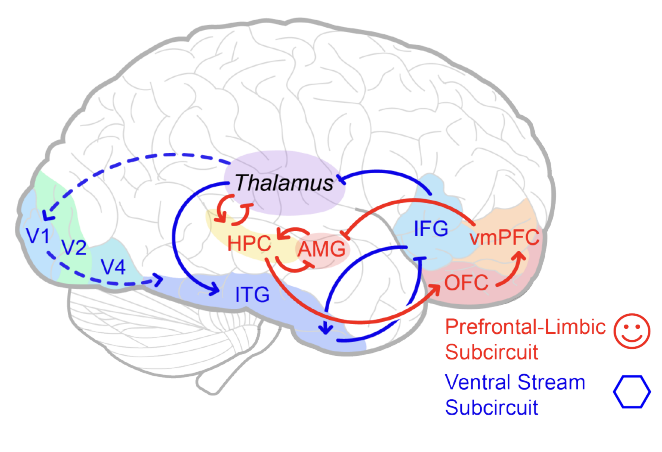 Thalamus
V1
V2
V4
HPC
AMG
IFG
vmPFC
ITG
OFC
Prefrontal-Limbic
Subcircuit
Ventral Stream
Subcircuit